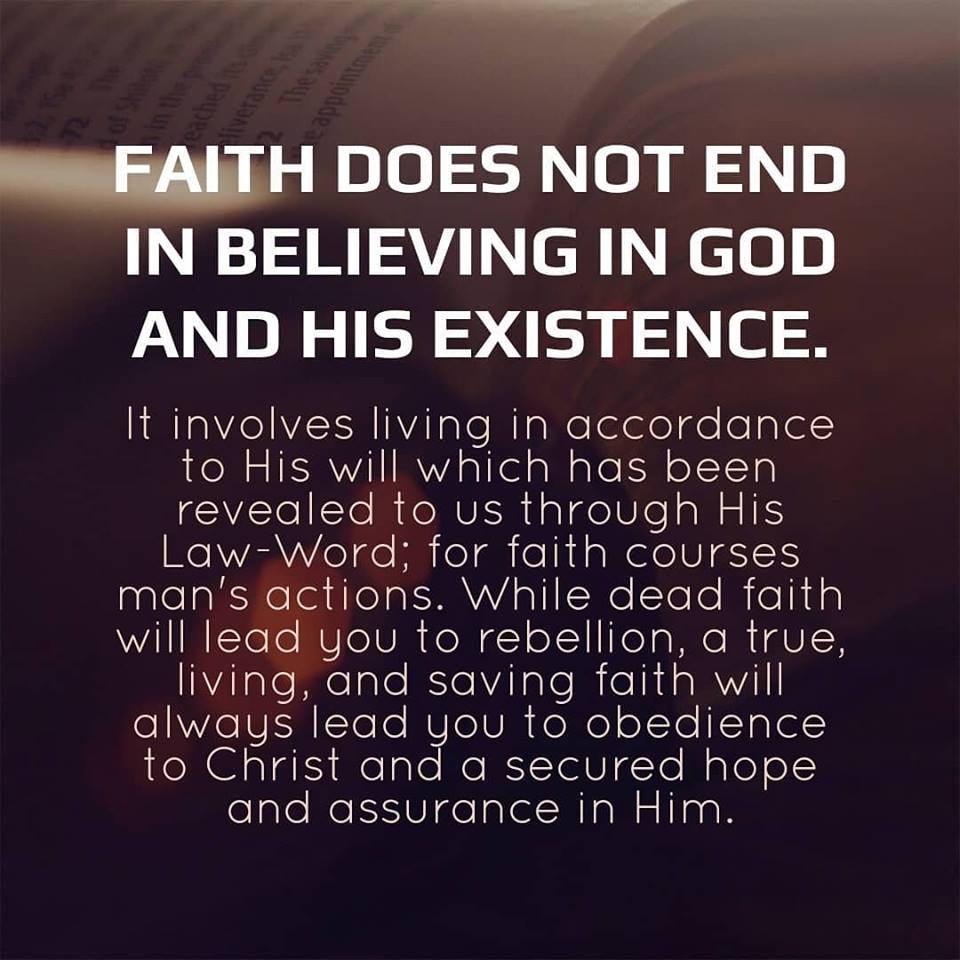 FAITH DOES NOT END
IN BELIEVING IN GOD
AND HIS EXISTENCE.
It involves living in accordance
to His will which has been
revealed to us through His
Law-Word; for faith courses
man's actions. While dead faith
will lead you to rebellion, a true,
living, and saving faith will
always lead you to obedience
to Christ and a secured hope
and assurance in Him.